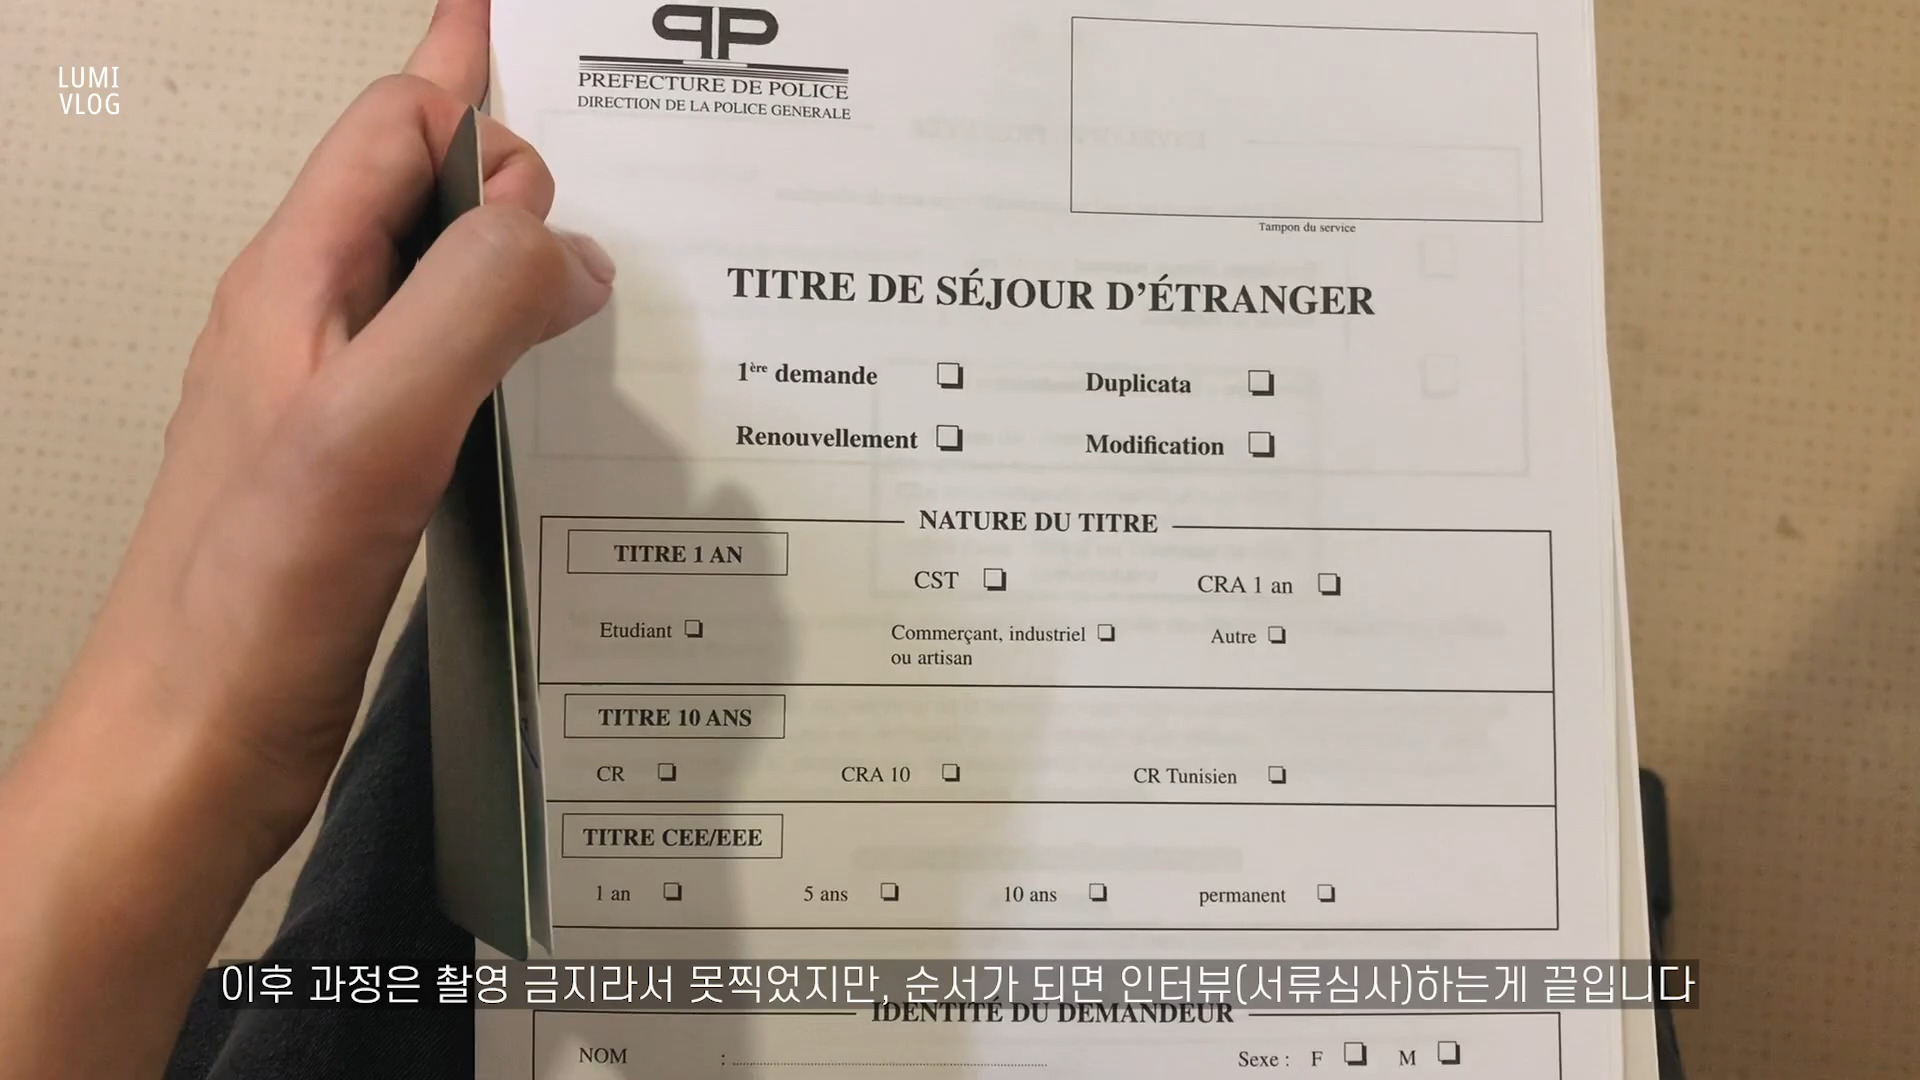 LUMI
VLOG
PP
PREFECTURE DE POLICE
DIRECTION DE LA POLICE GENERALE
Tampon du service
TITRE DE SÉJOUR D’ÉTRANGER
1ère demande
Duplicata
Renouvellement
Modification
NATURE DU TITRE
TITRE 1 AN
CST
CRA 1 an
Etudiant
Commerçant, industriel
ou artisan
Autre
TITRE 10 ANS
CR
CRA 10
CR Tunisien
TITRE CEE/EEE
1 an
5 ans
10 ans
permanent
이후 과정은 촬영 금지라서 못찍었지만, 순서가 되면 인터뷰(서류심사)하는게 끝입니다
IDENTITÉ DU DEMANDEUR
NOM :
Sexe : F M